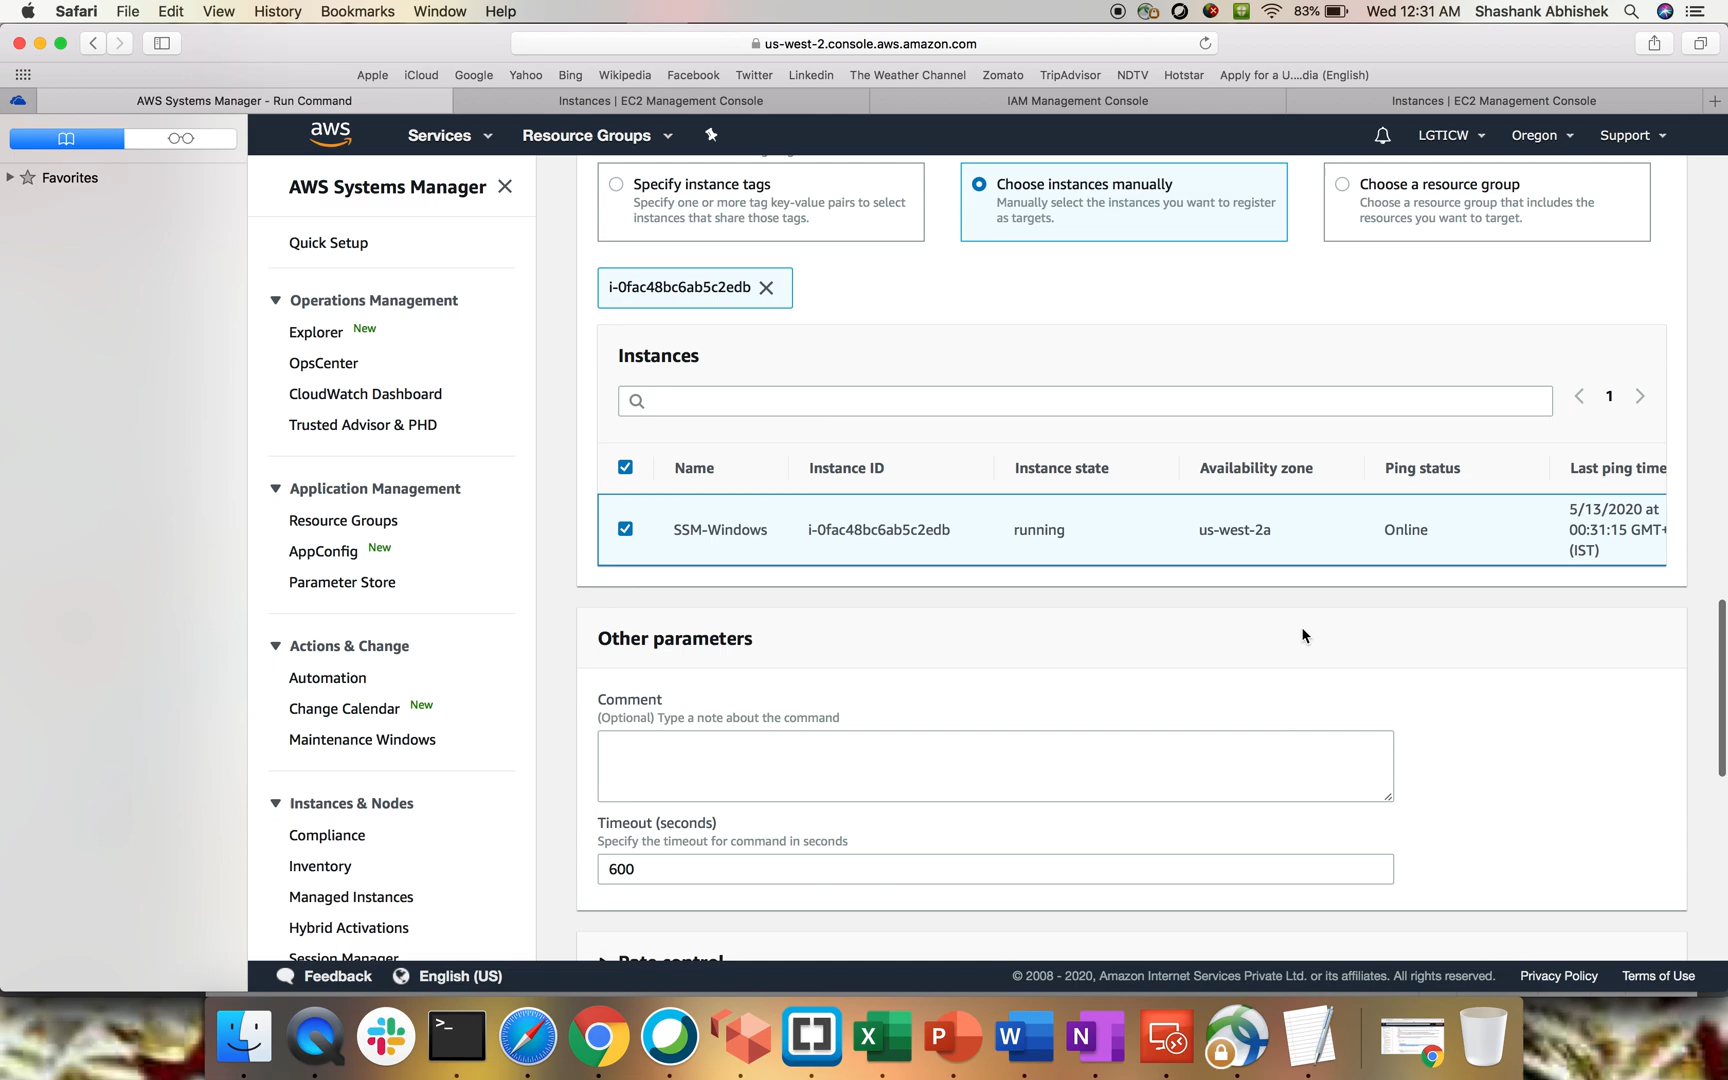 Safari File Edit View History Bookmarks Window Help 83% Wed 12:31 AM Shashank Abhishek
us-west-2.console.aws.amazon.com
Apple iCloud Google Yahoo Bing Wikipedia Facebook Twitter Linkedin The Weather Channel Zomato TripAdvisor NDTV Hotstar Apply for a U....dia (English)
AWS Systems Manager - Run Command Instances | EC2 Management Console IAM Management Console Instances | EC2 Management Console
aws Services Resource Groups LGTICW Oregon Support
Favorites
AWS Systems Manager
Quick Setup
Operations Management
Explorer New
OpsCenter
CloudWatch Dashboard
Trusted Advisor & PHD
Application Management
Resource Groups
AppConfig New
Parameter Store
Actions & Change
Automation
Change Calendar New
Maintenance Windows
Instances & Nodes
Compliance
Inventory
Managed Instances
Hybrid Activations
Session Manager
Specify instance tags
Specify one or more tag key-value pairs to select
instances that share those tags.
Choose instances manually
Manually select the instances you want to register
as targets.
Choose a resource group
Choose a resource group that includes the
resources you want to target.
i-0fac48bc6ab5c2edb
Instances
1
Name Instance ID Instance state Availability zone Ping status Last ping time
SSM-Windows i-0fac48bc6ab5c2edb running us-west-2a Online 5/13/2020 at
00:31:15 GMT+
(IST)
Other parameters
Comment
(Optional) Type a note about the command
Timeout (seconds)
Specify the timeout for command in seconds
600
Rate control
Feedback English (US) © 2008 - 2020, Amazon Internet Services Private Ltd. or its affiliates. All rights reserved. Privacy Policy Terms of Use